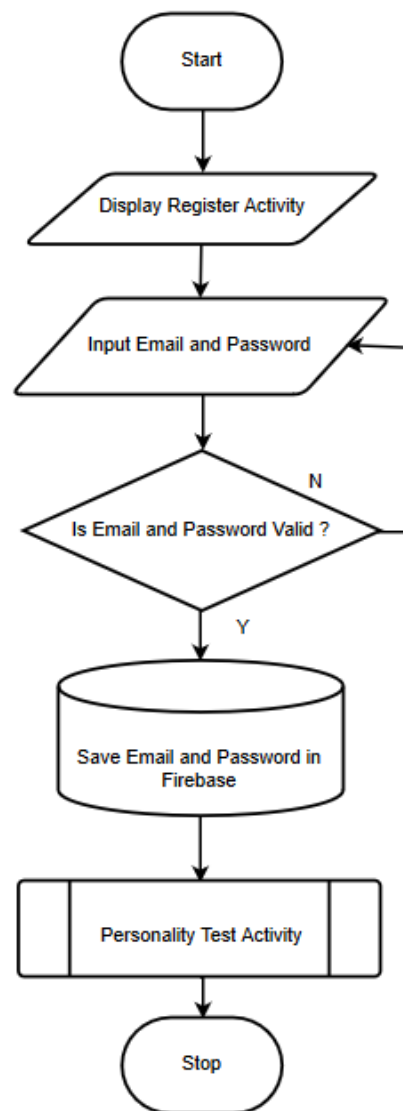 Start
Display Register Activity
Input Email and Password
N
Is Email and Password Valid ?
Y
Save Email and Password in
Firebase
Personality Test Activity
Stop